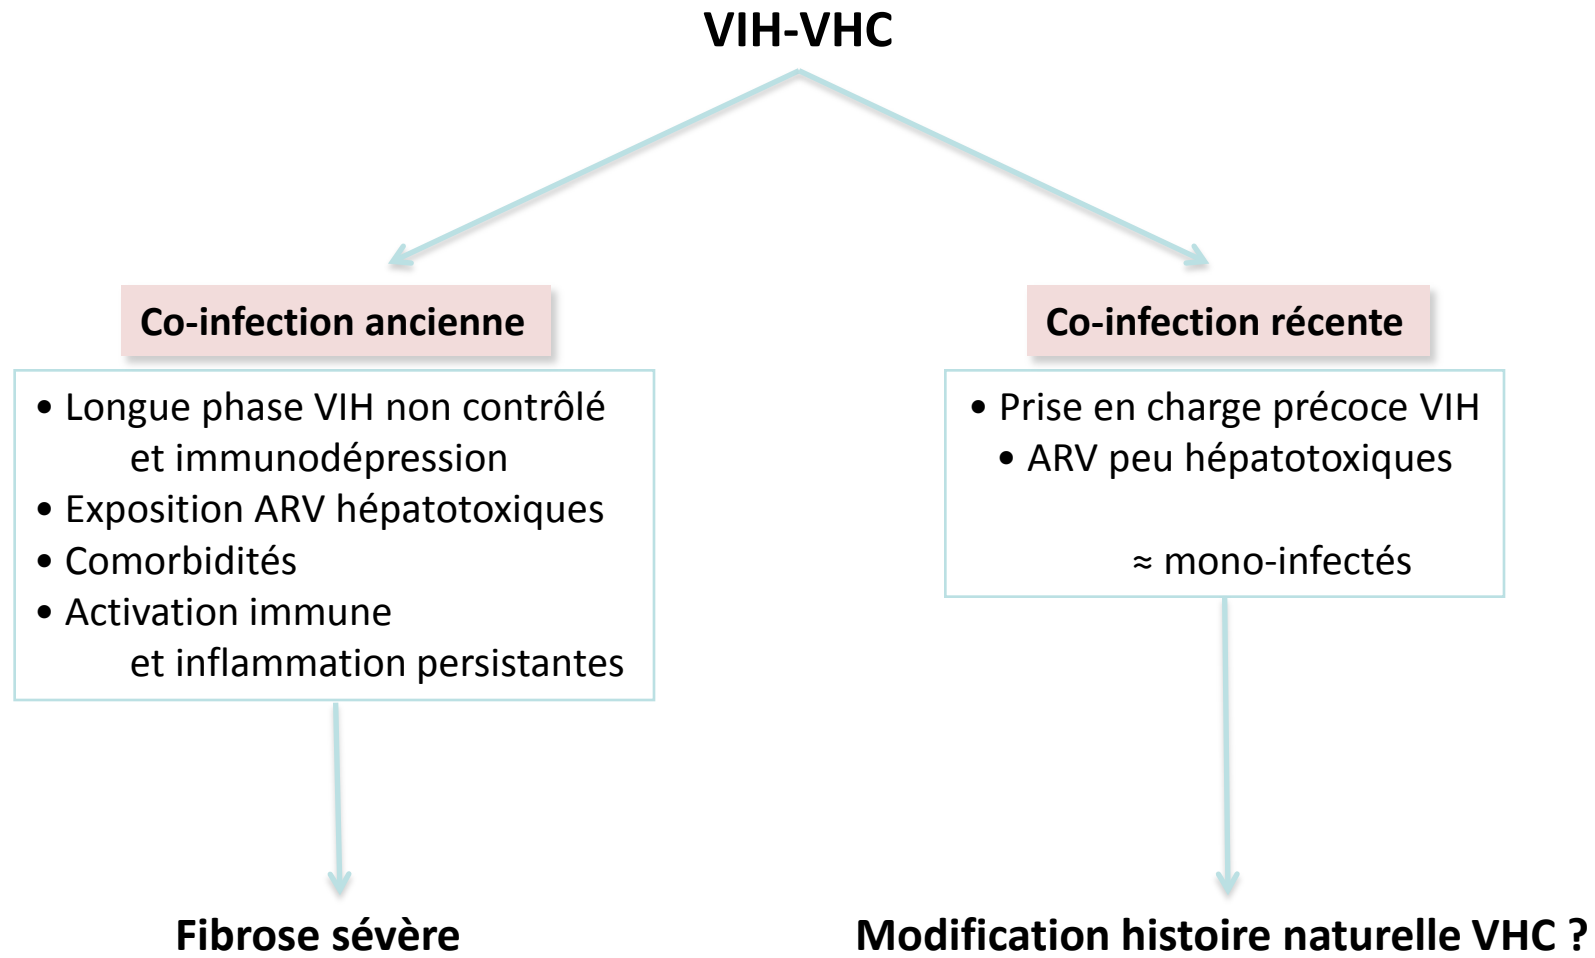 VIH-VHC
Co-infection ancienne
• Longue phase VIH non contrôlé
et immunodépression
• Exposition ARV hépatotoxiques
• Comorbidités
• Activation immune
et inflammation persistantes
Fibrose sévère
Co-infection récente
• Prise en charge précoce VIH
• ARV peu hépatotoxiques
≈ mono-infectés
Modification histoire naturelle VHC ?